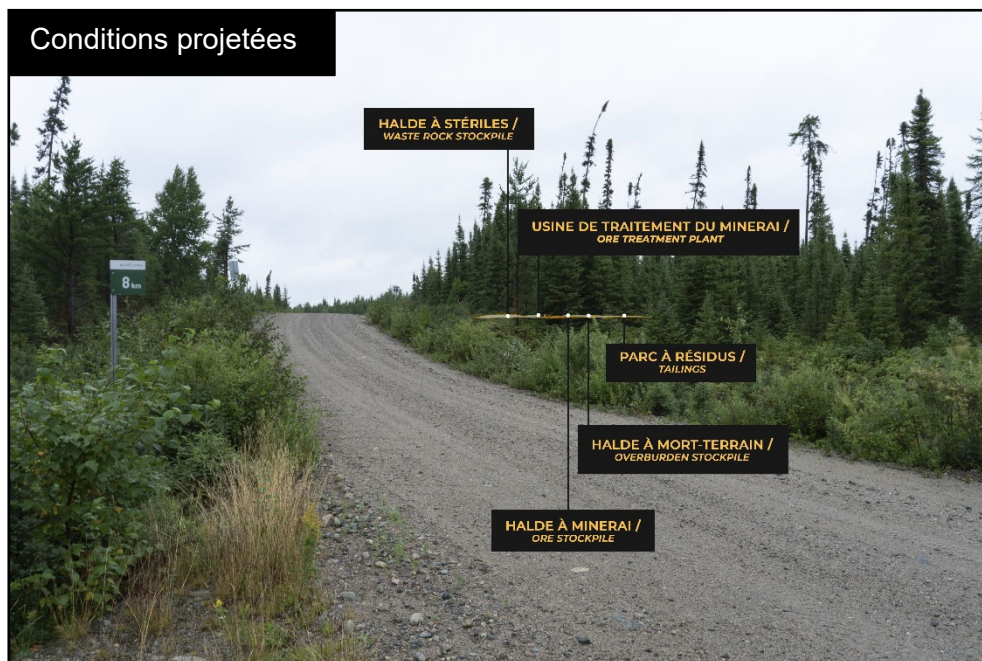 Conditions projetées
HALDE À STÉRILES /
WASTE ROCK STOCKPILE
USINE DE TRAITEMENT DU MINERAI /
ORE TREATMENT PLANT
8 km
PARC À RÉSIDUS /
TAILINGS
HALDE À MORT-TERRAIN /
OVERBURDEN STOCKPILE
HALDE À MINERAI /
ORE STOCKPILE